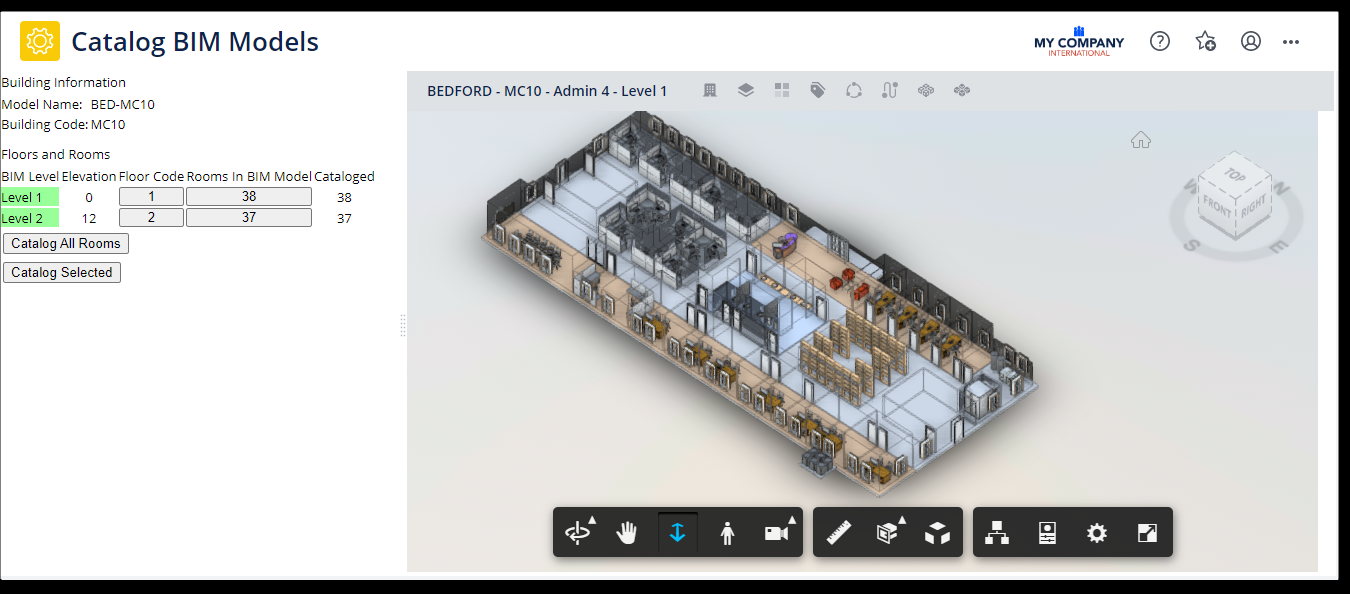 Catalog BIM Models
MY COMPANY
INTERNATIONAL
Building Information
Model Name: BED-MC10
Building Code: MC10
Floors and Rooms
BIM Level Elevation Floor Code Rooms In BIM Model Cataloged
Level 1 0 1 38 38
Level 2 12 2 37 37
Catalog All Rooms
Catalog Selected
BEDFORD - MC10 - Admin 4 - Level 1
TOP
FRONT RIGHT
W N
S E